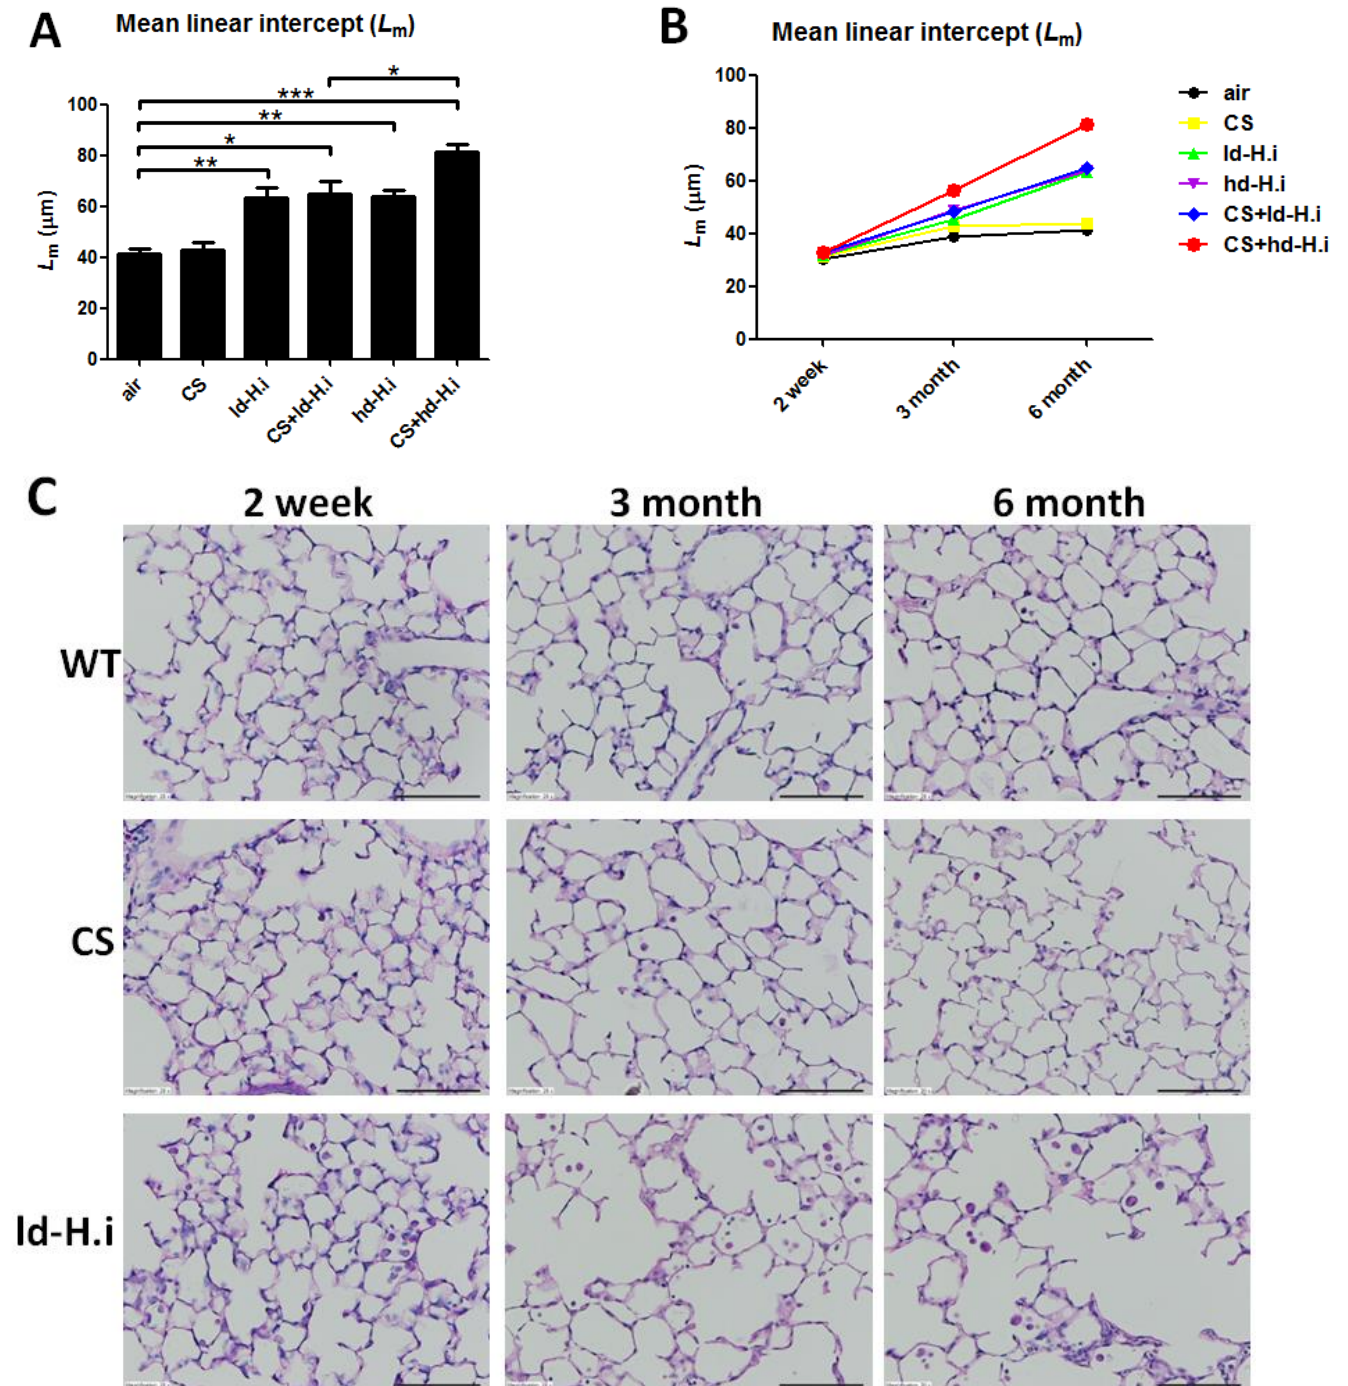 A
Mean linear intercept (Lm)
*
***
**
*
**
100
80
60
40
20
0
Lm (μm)
air
CS
ld-H.i
CS+ld-H.i
hd-H.i
CS+hd-H.i
B
Mean linear intercept (Lm)
100
80
60
40
20
0
Lm (μm)
2 week
3 month
6 month
air
CS
ld-H.i
hd-H.i
CS+ld-H.i
CS+hd-H.i
C
2 week
3 month
6 month
WT
CS
ld-H.i